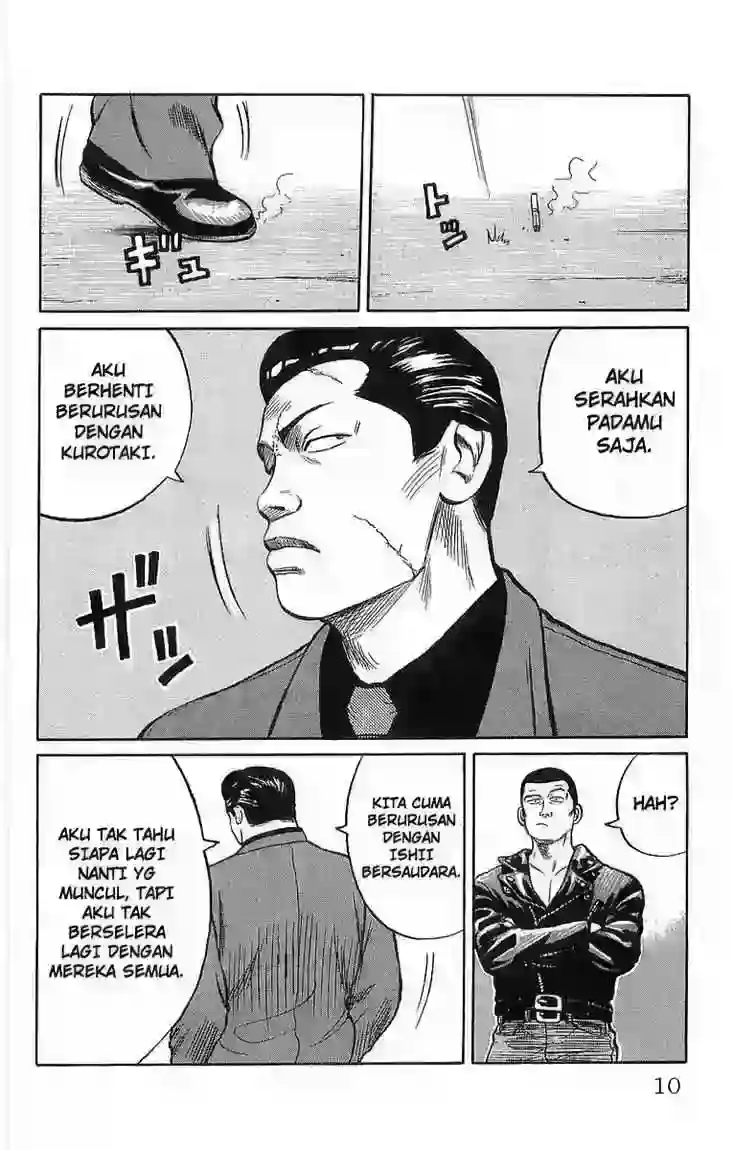 トッ
ギュ
AKU
SERAHKAN
PADAMU
SAJA.
AKU
BERHENTI
BERURUSAN
DENGAN
KUROTAKI.
ザッ
HAH?
KITA CUMA
BERURUSAN
DENGAN
ISHII
BERSAUDARA.
AKU TAK TAHU
SIAPA LAGI
NANTI YG
MUNCUL, TAPI
AKU TAK
BERSELERA
LAGI DENGAN
MEREKA SEMUA.
10